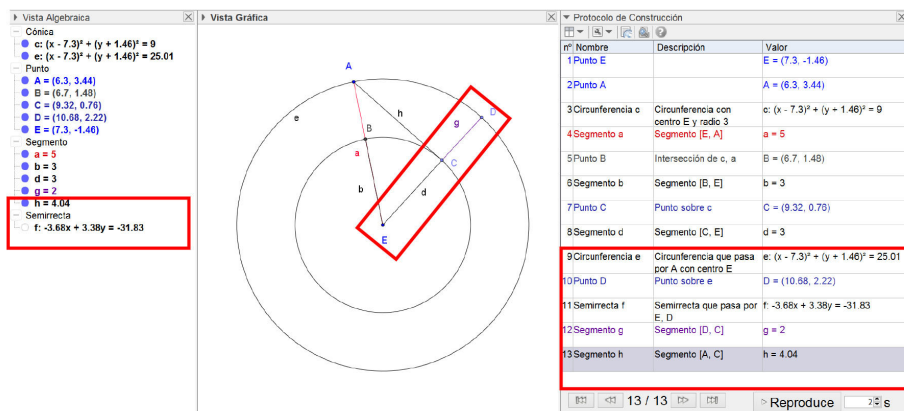 Vista Algebraica
Cónica
c: (x - 7.3)² + (y + 1.46)² = 9
e: (x - 7.3)² + (y + 1.46)² = 25.01
Punto
A = (6.3, 3.44)
B = (6.7, 1.48)
C = (9.32, 0.76)
D = (10.68, 2.22)
E = (7.3, -1.46)
Segmento
a = 5
b = 3
d = 3
g = 2
h = 4.04
Semirrecta
f: -3.68x + 3.38y = -31.83
Vista Gráfica
A
e
h
D
g
B
a
C
b
d
E
Protocolo de Construcción
nº Nombre Descripción Valor
1 Punto E E = (7.3, -1.46)
2 Punto A A = (6.3, 3.44)
3 Circunferencia c Circunferencia con c: (x - 7.3)² + (y + 1.46)² = 9
centro E y radio 3
4 Segmento a Segmento [E, A] a = 5
5 Punto B Intersección de c, a B = (6.7, 1.48)
6 Segmento b Segmento [B, E] b = 3
7 Punto C Punto sobre c C = (9.32, 0.76)
8 Segmento d Segmento [C, E] d = 3
9 Circunferencia e Circunferencia que pasa e: (x - 7.3)² + (y + 1.46)² = 25.01
por A con centro E
10 Punto D Punto sobre e D = (10.68, 2.22)
11 Semirrecta f Semirrecta que pasa por f: -3.68x + 3.38y = -31.83
E, D
12 Segmento g Segmento [D, C] g = 2
13 Segmento h Segmento [A, C] h = 4.04
13 / 13 Reproduce 2 s